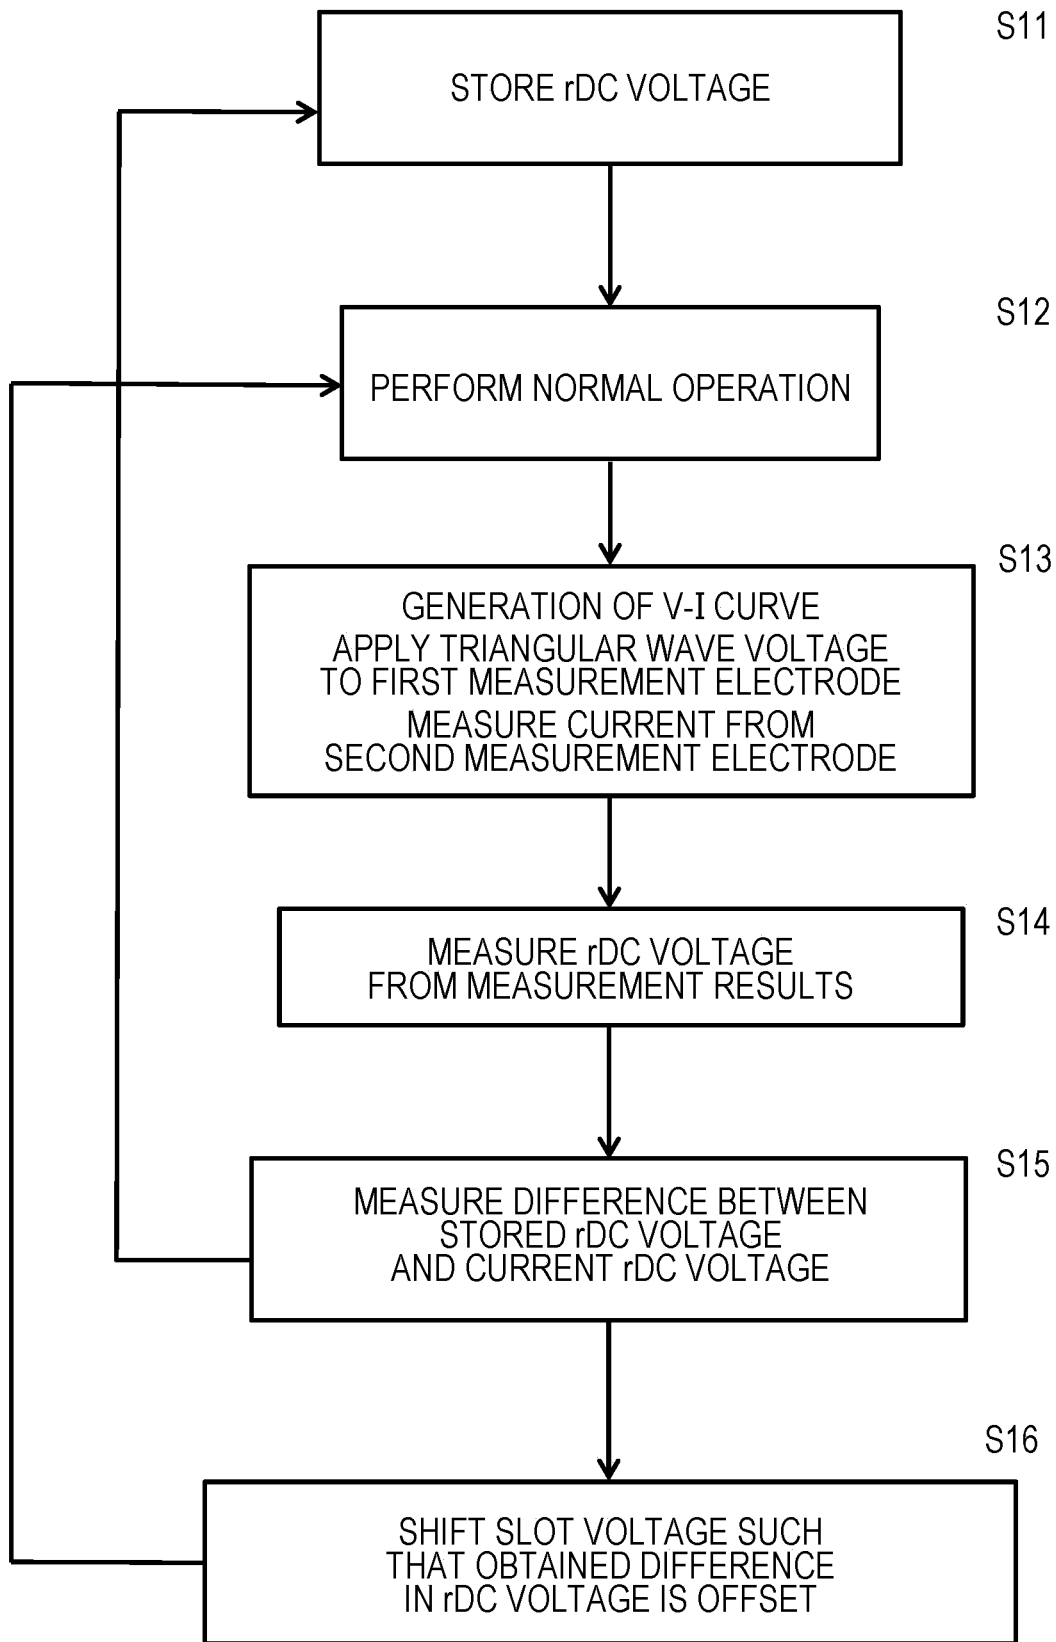 S11
STORE rDC VOLTAGE
S12
PERFORM NORMAL OPERATION
S13
GENERATION OF V-I CURVE
APPLY TRIANGULAR WAVE VOLTAGE
TO FIRST MEASUREMENT ELECTRODE
MEASURE CURRENT FROM
SECOND MEASUREMENT ELECTRODE
S14
MEASURE rDC VOLTAGE
FROM MEASUREMENT RESULTS
S15
MEASURE DIFFERENCE BETWEEN
STORED rDC VOLTAGE
AND CURRENT rDC VOLTAGE
S16
SHIFT SLOT VOLTAGE SUCH
THAT OBTAINED DIFFERENCE
IN rDC VOLTAGE IS OFFSET